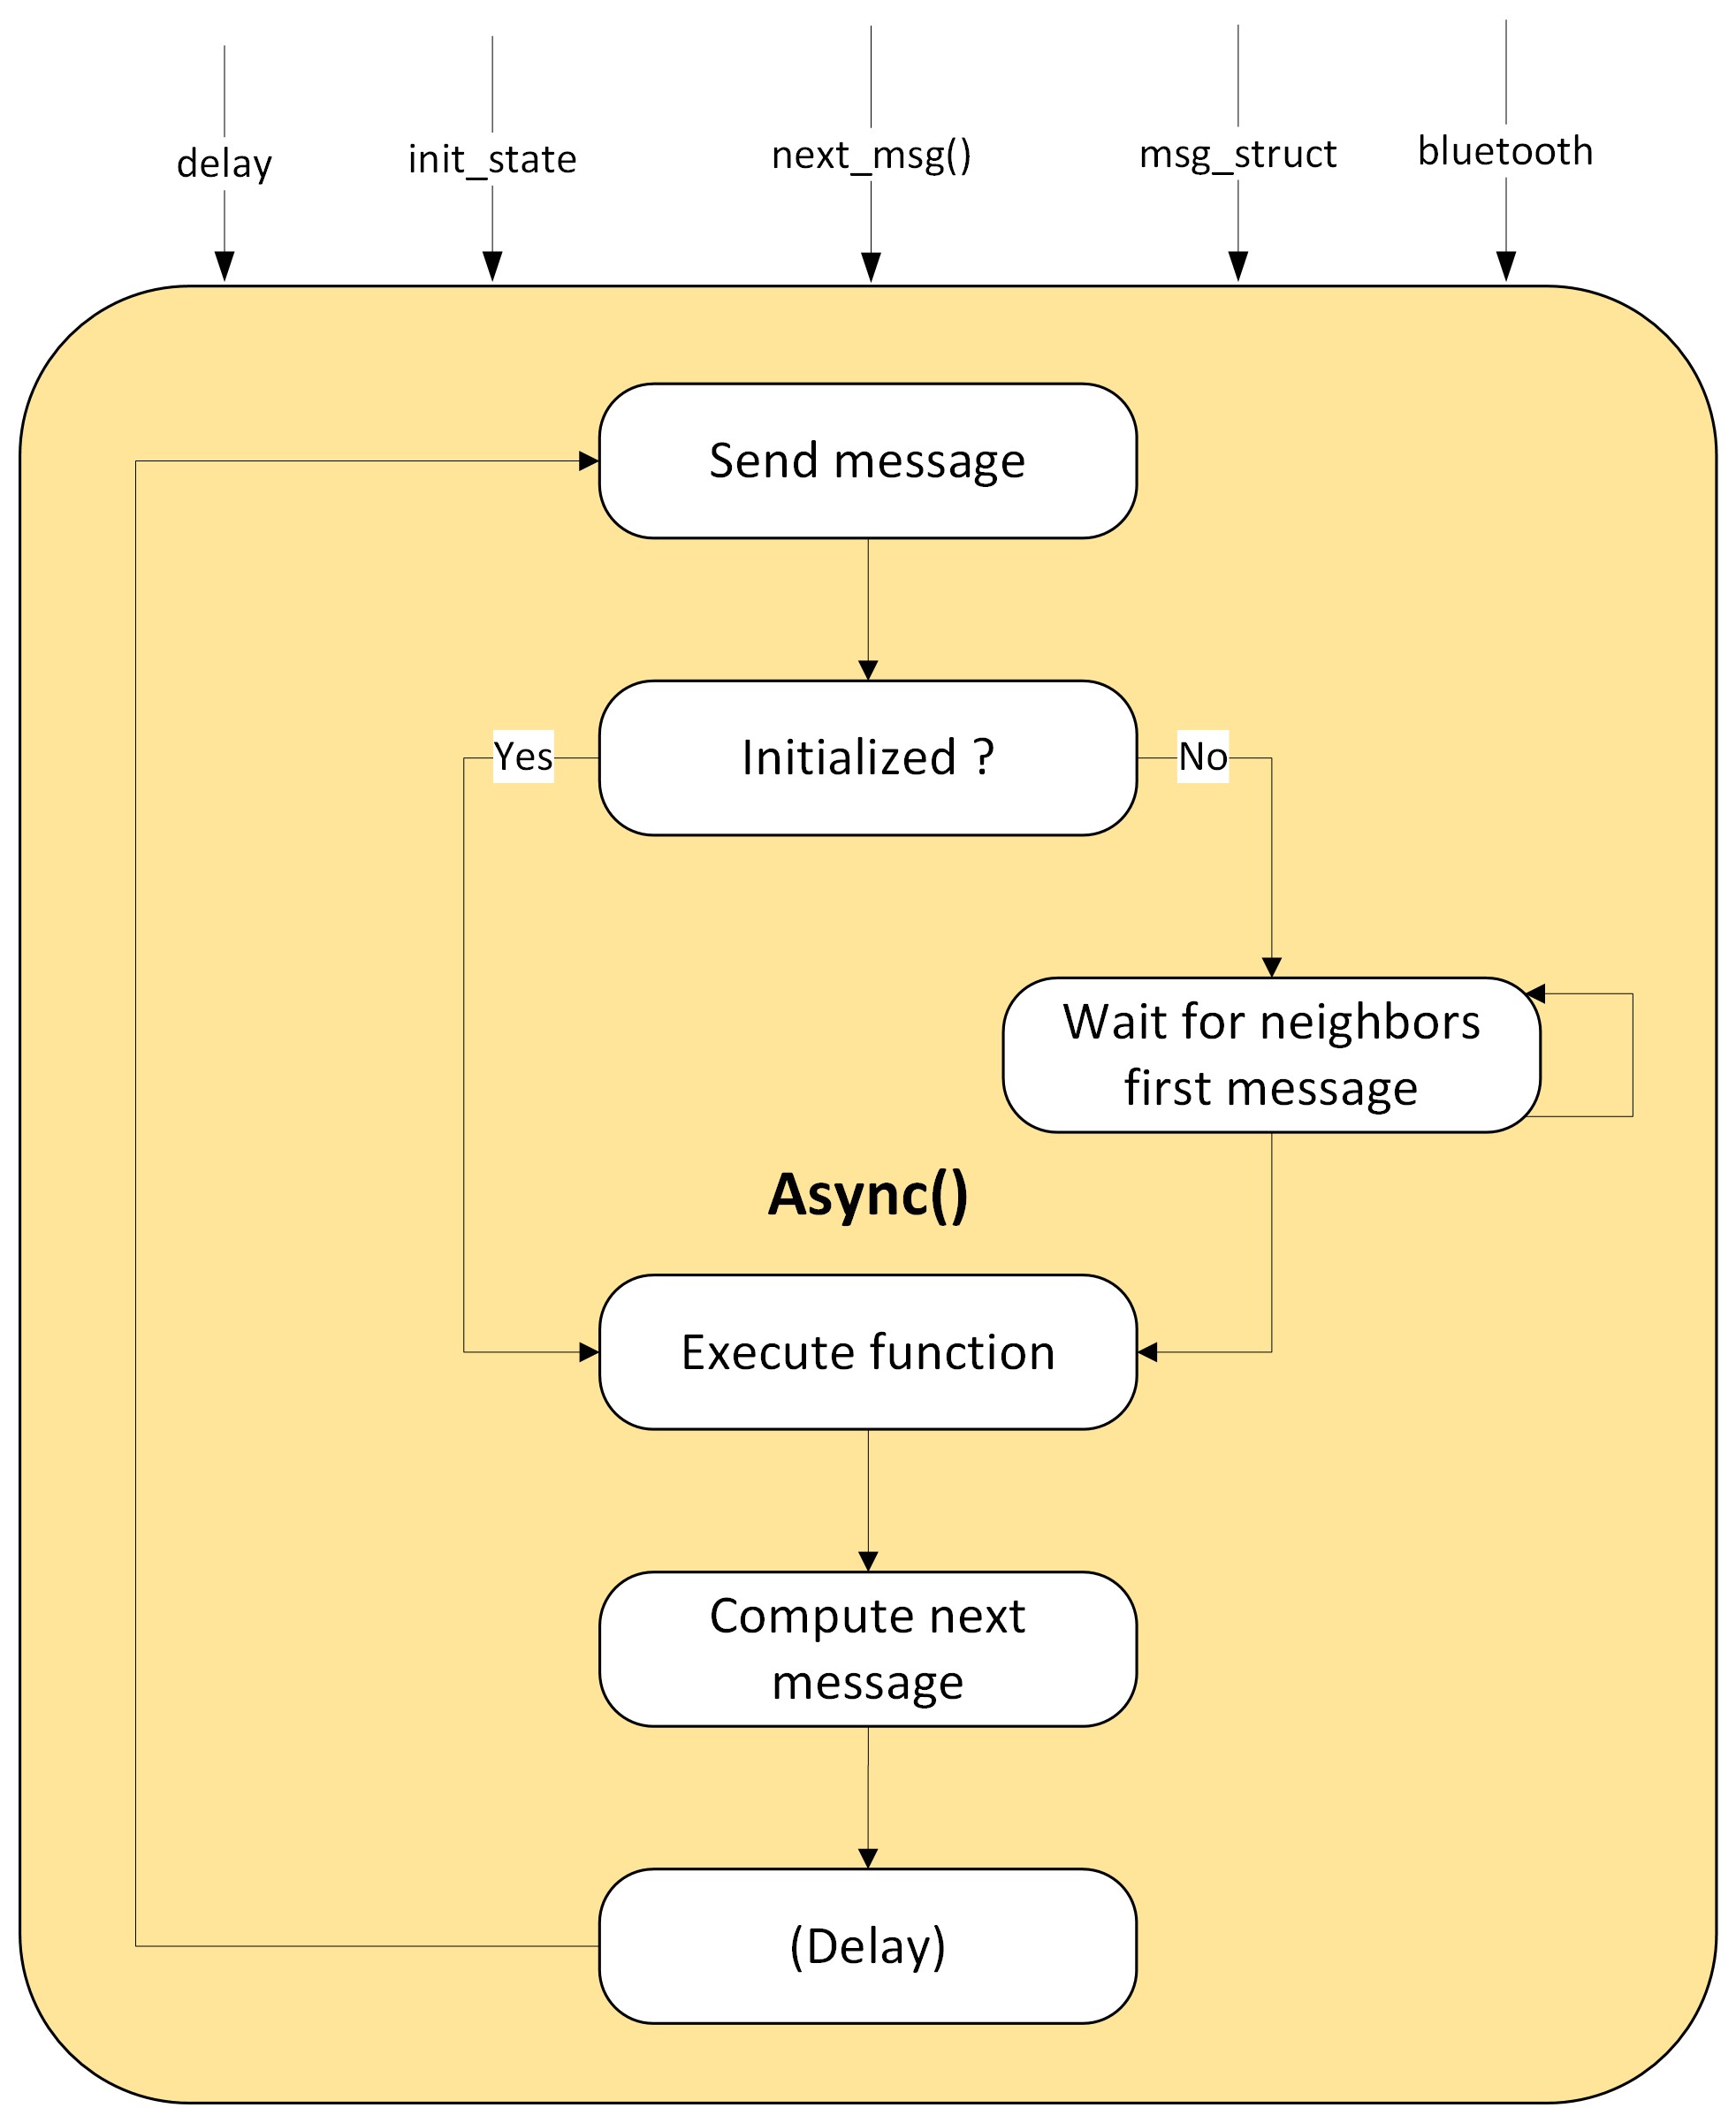 delay
init_state
next_msg()
msg_struct
bluetooth
Send message
Yes
Initialized ?
No
Wait for neighbors
first message
Async()
Execute function
Compute next
message
(Delay)